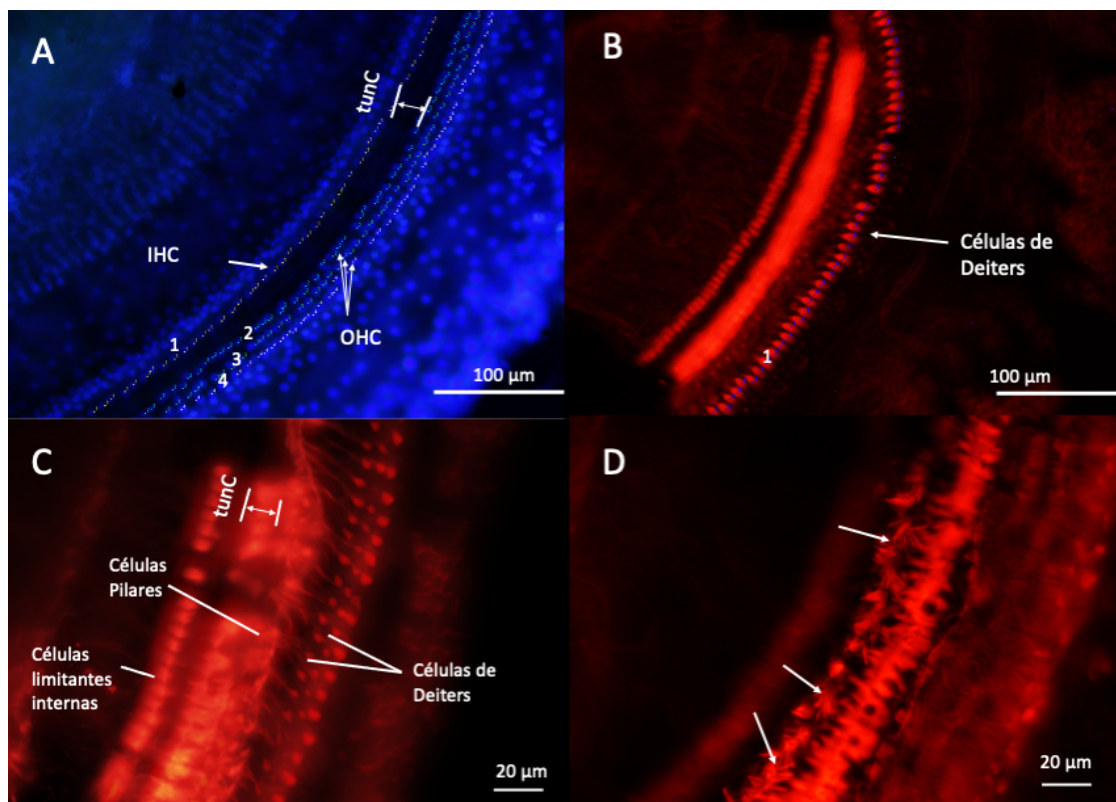 A
tunC
IHC
1
2
3
4
OHC
100 µm
B
Células de
Deiters
1
100 µm
C
tunC
Células
Pilares
Células
limitantes
internas
Células de
Deiters
20 µm
D
20 µm